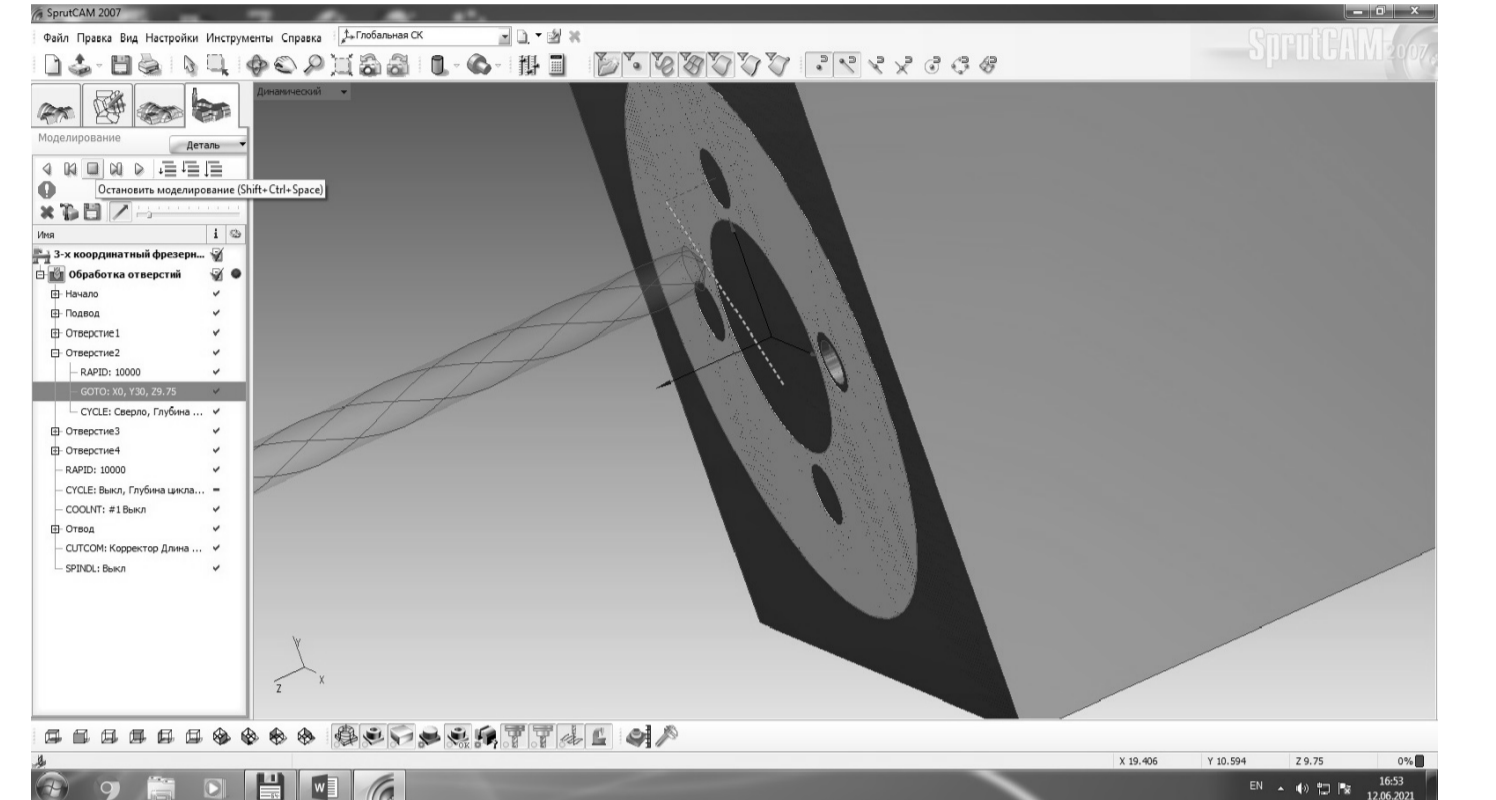 SprutCAM 2007
Файл Правка Вид Настройки Инструменты Справка Глобальная СК
SprutCAM 2007
Динамический
Моделирование
Деталь
Остановить моделирование (Shift+Ctrl+Space)
Имя
3-х координатный фрезерн...
Обработка отверстий
Начало
Подвод
Отверстие1
Отверстие2
RAPID: 10000
GOTO: X0, Y30, Z9.75
CYCLE: Сверло, Глубина ...
Отверстие3
Отверстие4
RAPID: 10000
CYCLE: Выкл, Глубина цикла...
COOLNT: #1 Выкл
Отвод
CUTCOM: Корректор Длина ...
SPINDL: Выкл
Y
X
Z
X 19.406 Y 10.594 Z 9.75 0%
EN 16:53
12.06.2021